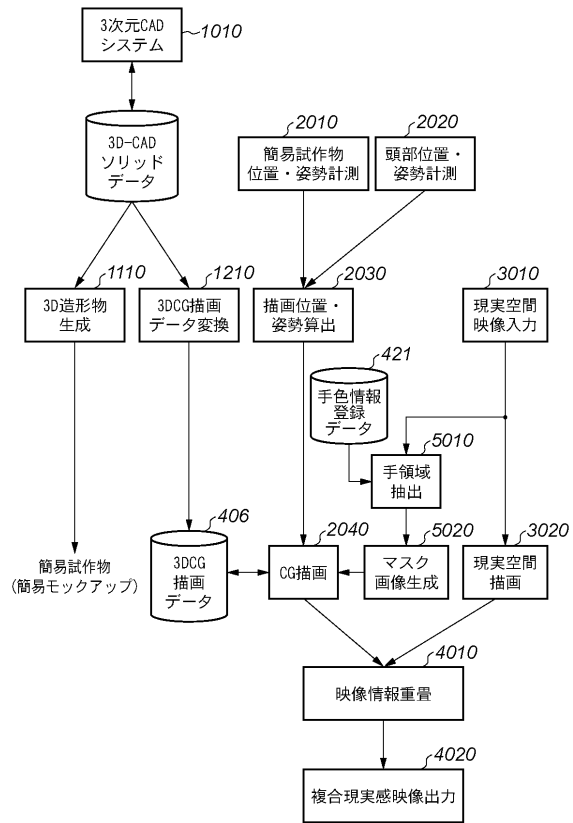 3次元CAD
システム
1010
3D-CAD
ソリッド
データ
2010
簡易試作物
位置・姿勢計測
2020
頭部位置・
姿勢計測
1110
3D造形物
生成
1210
3DCG描画
データ変換
2030
描画位置・
姿勢算出
3010
現実空間
映像入力
421
手色情報
登録
データ
5010
手領域
抽出
406
3DCG
描画
データ
2040
CG描画
5020
マスク
画像生成
3020
現実空間
描画
簡易試作物
(簡易モックアップ)
4010
映像情報重畳
4020
複合現実感映像出力